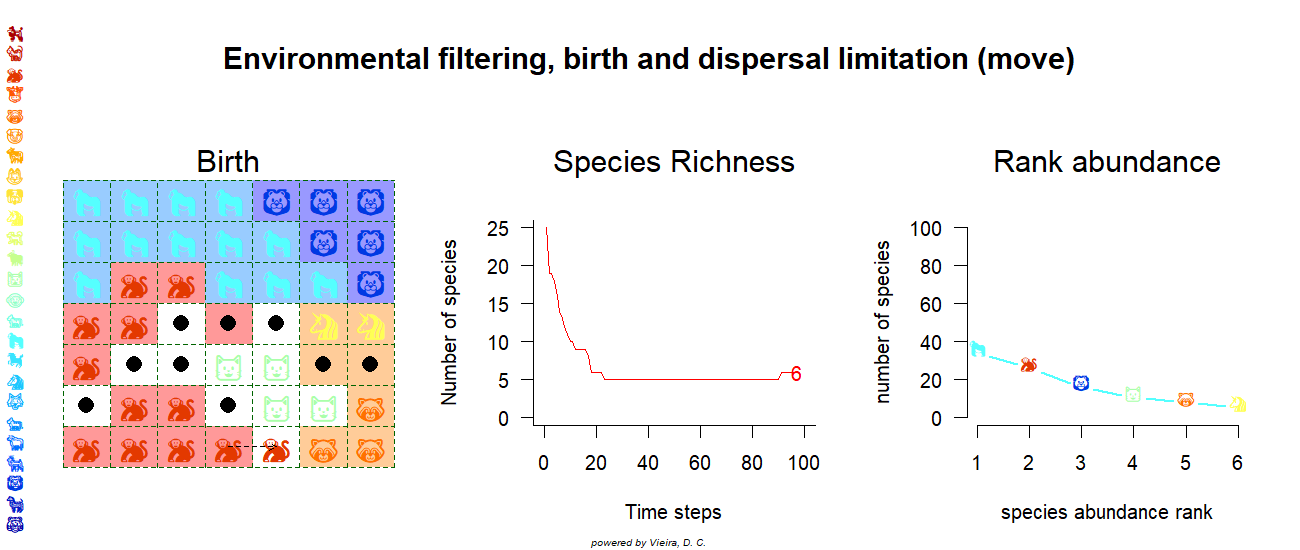 Environmental filtering, birth and dispersal limitation (move)
Birth
Species Richness
Number of species
25
20
15
10
5
0
6
0 20 40 60 80 100
Time steps
Rank abundance
number of species
100
80
60
40
20
0
1 2 3 4 5 6
species abundance rank
powered by Vieira, D. C.